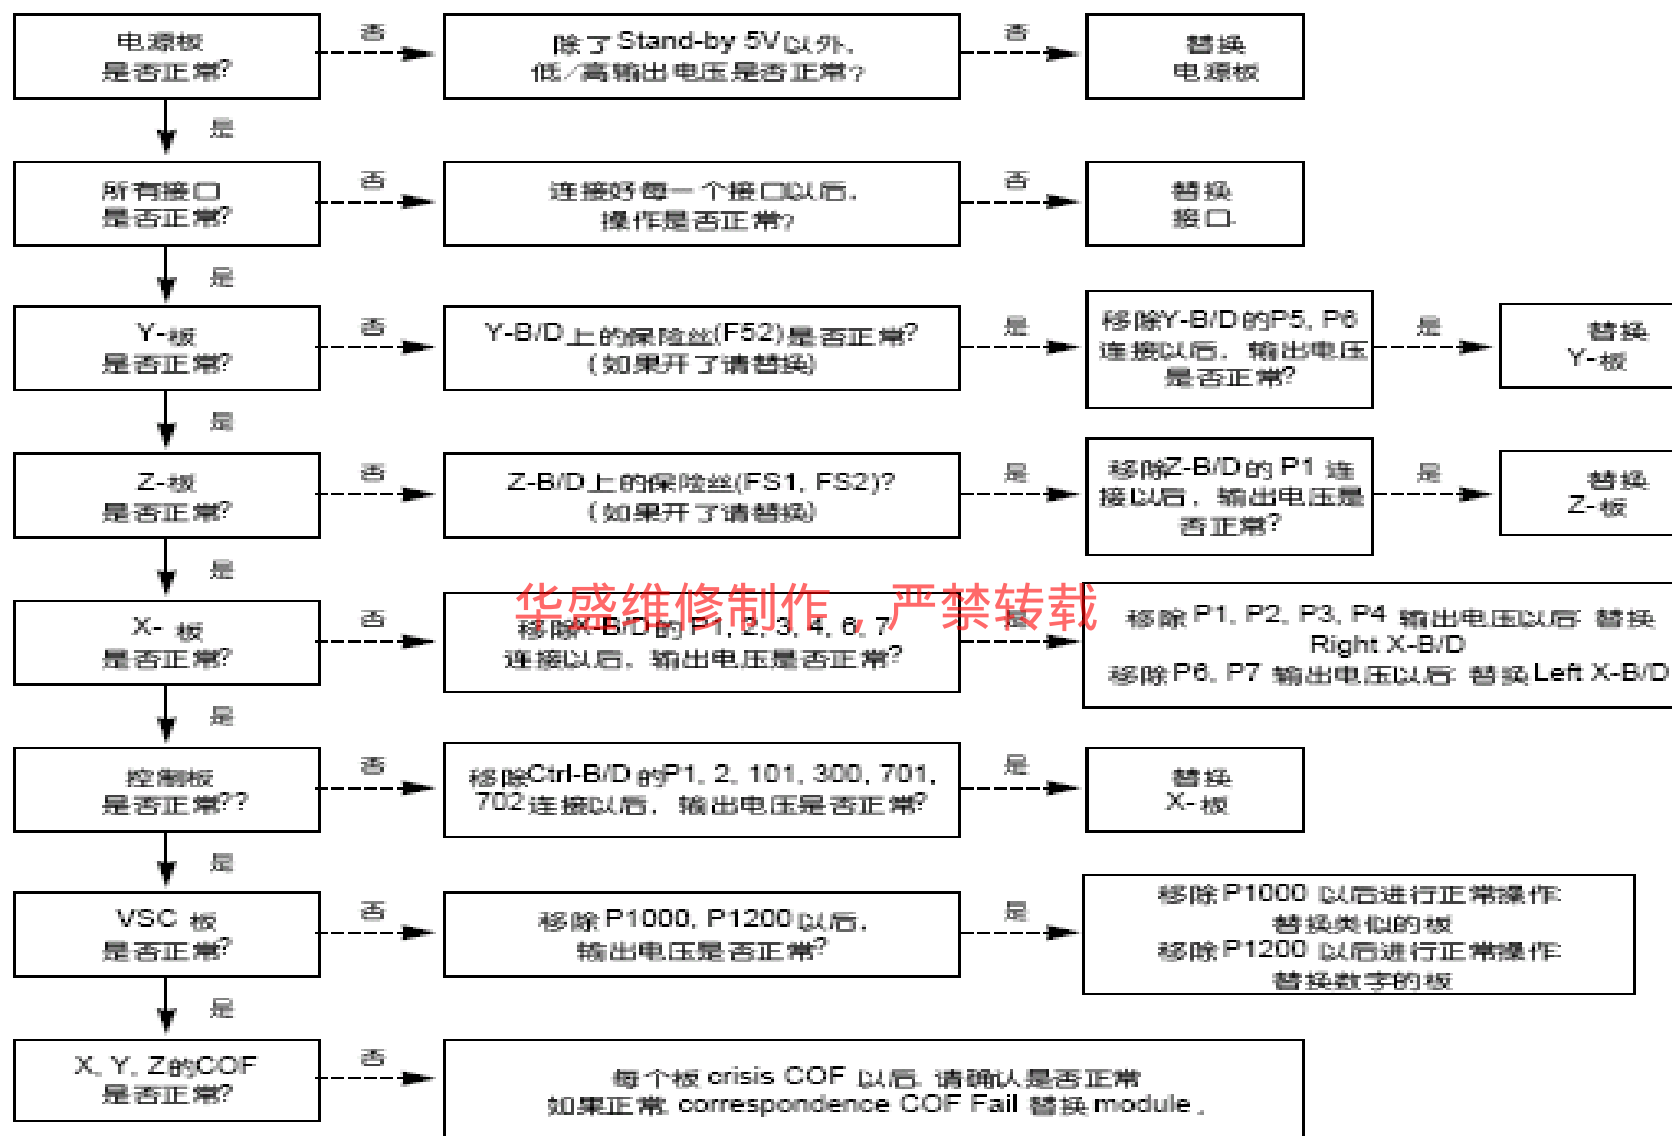 电源板
是否正常?
否
除了Stand-by 5V以外,
低/高输出电压是否正常?
否
替换
电源板
是
所有接口
是否正常?
否
连接好每一个接口以后,
操作是否正常?
否
替换
接口.
是
Y-板
是否正常?
否
Y-B/D上的保险丝(F52)是否正常?
(如果开了请替换)
是
移除Y-B/D的P5, P6
连接以后, 输出电压
是否正常?
是
替换
Y-板
是
Z-板
是否正常?
否
Z-B/D上的保险丝(FS1, FS2)?
(如果开了请替换)
是
移除Z-B/D的 P1 连
接以后, 输出电压是
否正常?
是
替换
Z-板
是
X- 板
是否正常?
否
华盛维修制作，严禁转载
移除X-B/D的 P1, 2, 3, 4, 6, 7
连接以后, 输出电压是否正常?
是
移除 P1, P2, P3, P4 输出电压以后: 替换
Right X-B/D
移除P6, P7 输出电压以后: 替换Left X-B/D
是
控制板
是否正常??
否
移除Ctrl-B/D的P1, 2, 101, 300, 701,
702连接以后, 输出电压是否正常?
是
替换
X-板
是
VSC 板
是否正常?
否
移除 P1000, P1200以后,
输出电压是否正常?
是
移除P1000 以后进行正常操作:
替换类似的板
移除P1200 以后进行正常操作:
替换数字的板
是
X, Y, Z的COF
是否正常?
否
每个板 crisis COF 以后, 请确认是否正常
如果正常, correspondence COF Fail 替换 module .